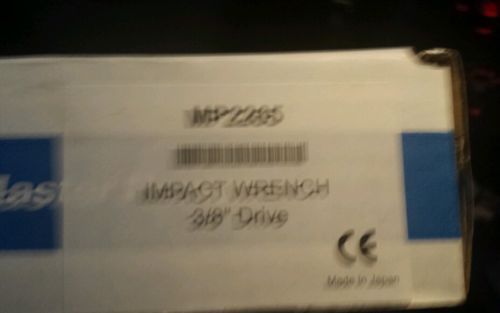 MP2265
IMPACT WRENCH
3/8" Drive
CE
Made In Japan